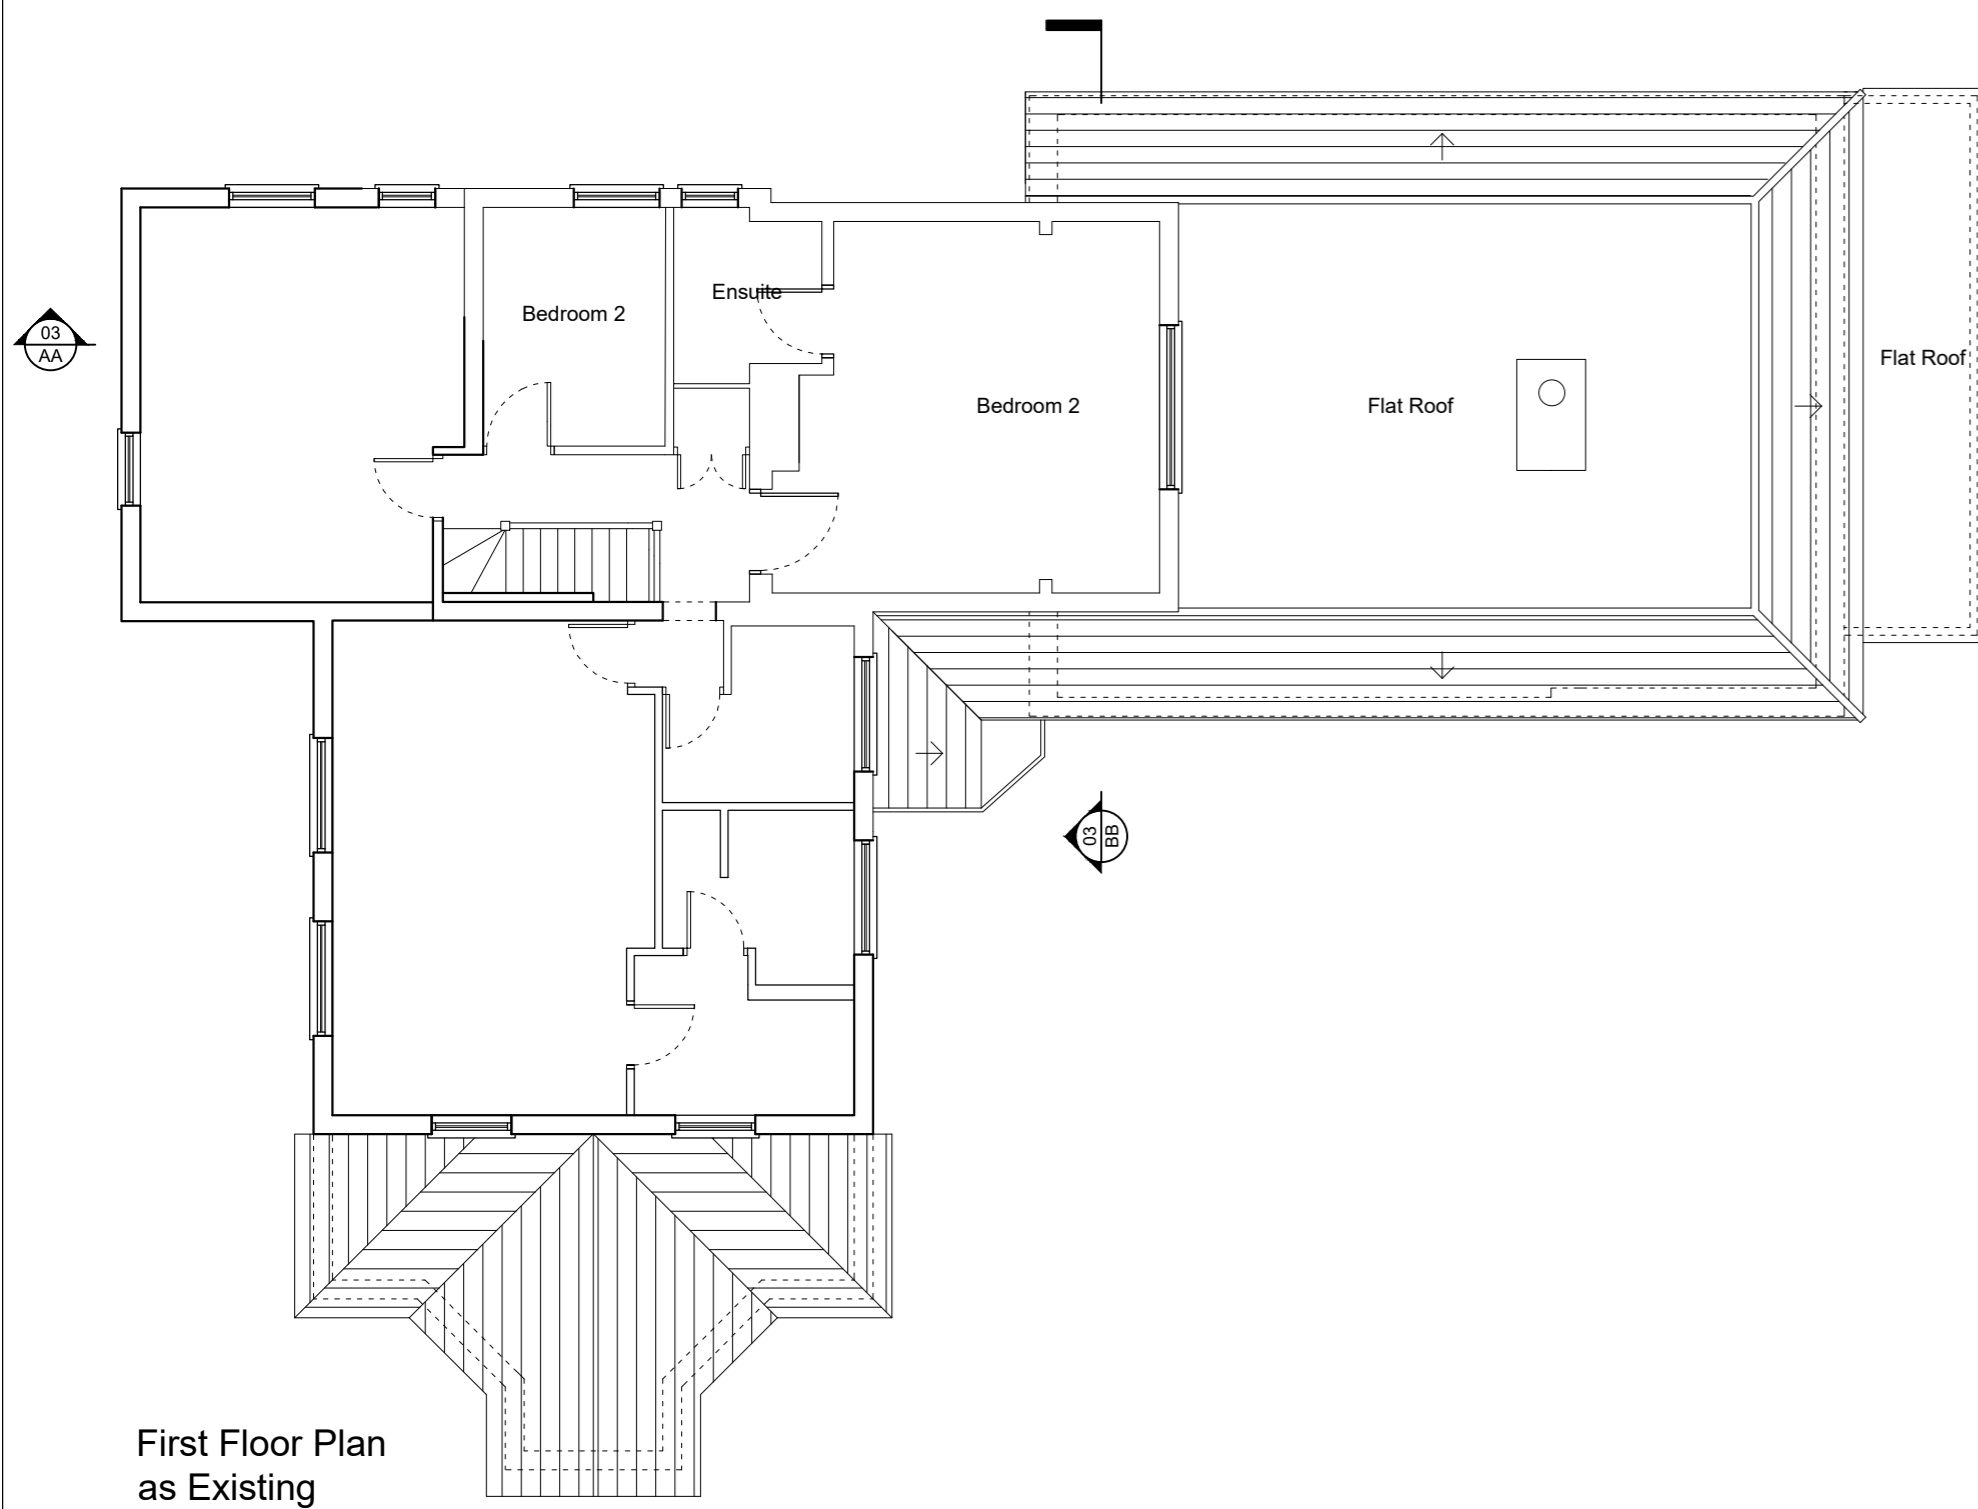 Ensuite
Bedroom 2
03
AA
Flat Roof
Bedroom 2
Flat Roof
03
BB
First Floor Plan
as Existing